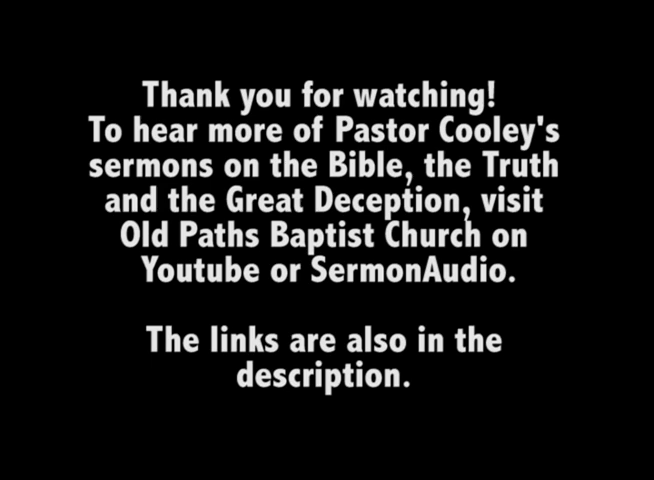 Thank you for watching!
To hear more of Pastor Cooley's
sermons on the Bible, the Truth
and the Great Deception, visit
Old Paths Baptist Church on
Youtube or SermonAudio.
The links are also in the
description.